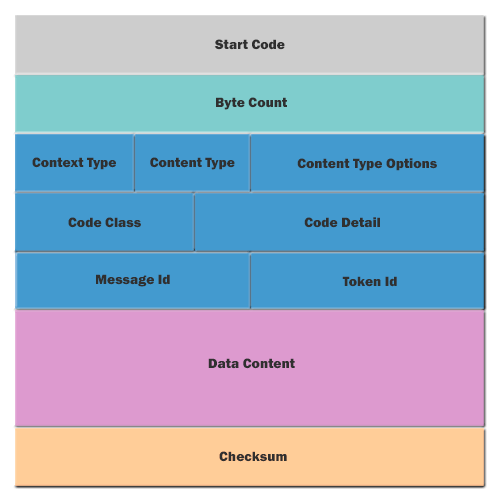 Start Code
Byte Count
Context Type Content Type Content Type Options
Code Class Code Detail
Message Id Token Id
Data Content
Checksum